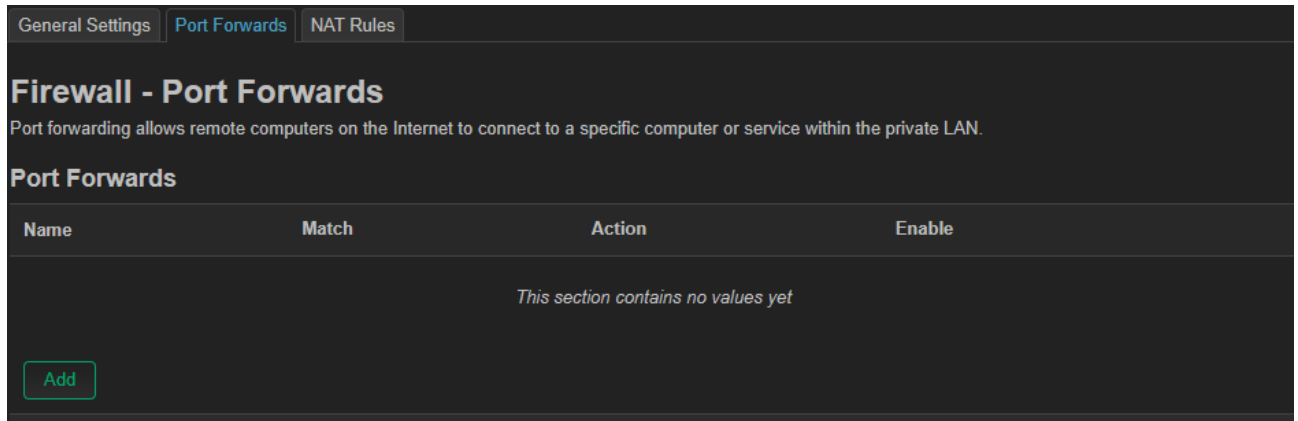 General Settings Port Forwards NAT Rules
Firewall - Port Forwards
Port forwarding allows remote computers on the Internet to connect to a specific computer or service within the private LAN.
Port Forwards
Name Match Action Enable
This section contains no values yet
Add